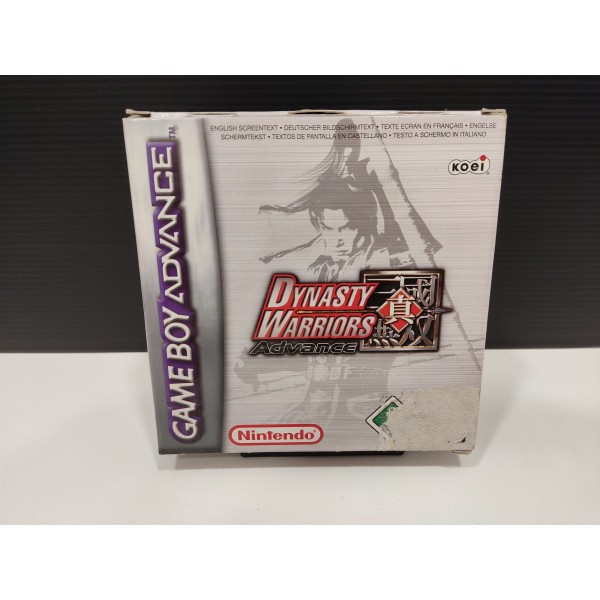 ENGLISH SCREENTEXT • DEUTSCHER BILDSCHIRMTEXT • TEXTE ECRAN EN FRANÇAIS • ENGELSE
SCHERMTEKST • TEXTOS DE PANTALLA EN CASTELLANO • TESTO A SCHERMO IN ITALIANO
KOEI
GAME BOY ADVANCE™
DYNASTY
WARRIORS
Advance
真
三國
無双
Nintendo®